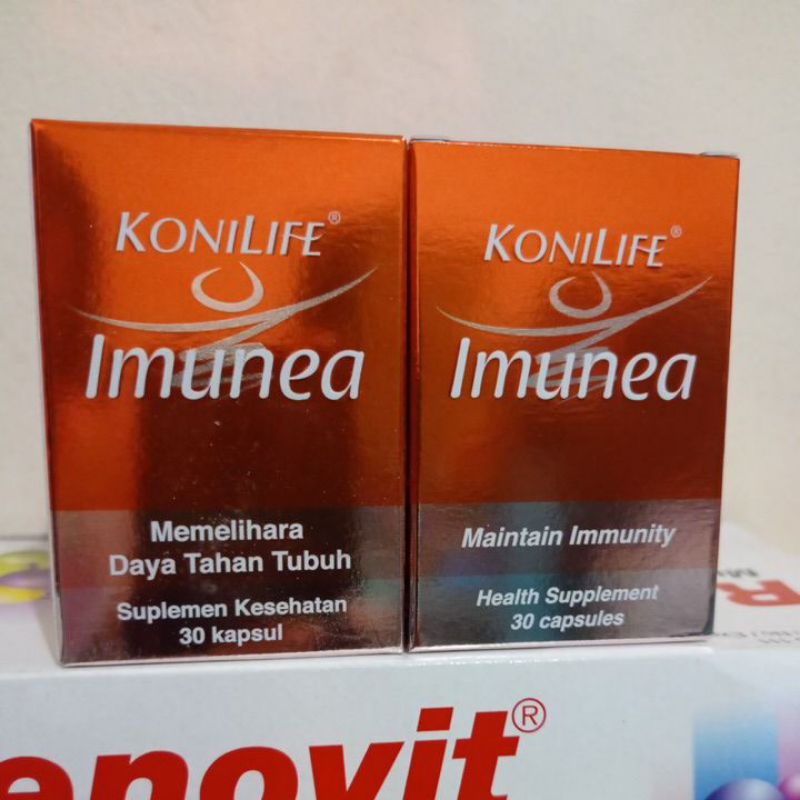 KONILIFE®
Imunea
Memelihara
Daya Tahan Tubuh
Suplemen Kesehatan
30 kapsul
KONILIFE®
Imunea
Maintain Immunity
Health Supplement
30 capsules
enovit®
R